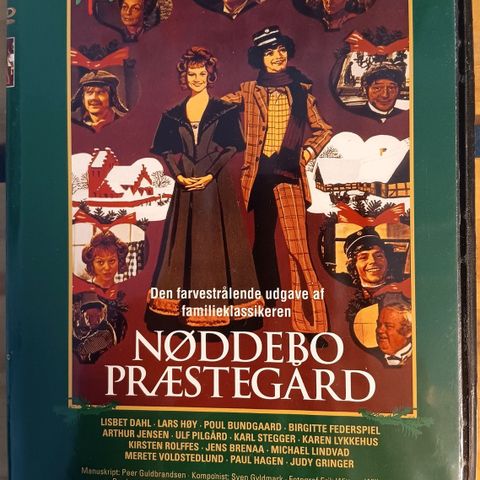 Den farvestrålende udgave af
familieklassikeren
NØDDEBO
PRÆSTEGÅRD
LISBET DAHL · LARS HØY · POUL BUNDGAARD · BIRGITTE FEDERSPIEL
ARTHUR JENSEN · ULF PILGÅRD · KARL STEGGER · KAREN LYKKEHUS
KIRSTEN ROLFFES · JENS BRENAA · MICHAEL LINDVAD
MERETE VOLDSTEDLUND · PAUL HAGEN · JUDY GRINGER
Manuskript: Peer Guldbrandsen · Komponist: Sven Gyldmark · Fotograf: